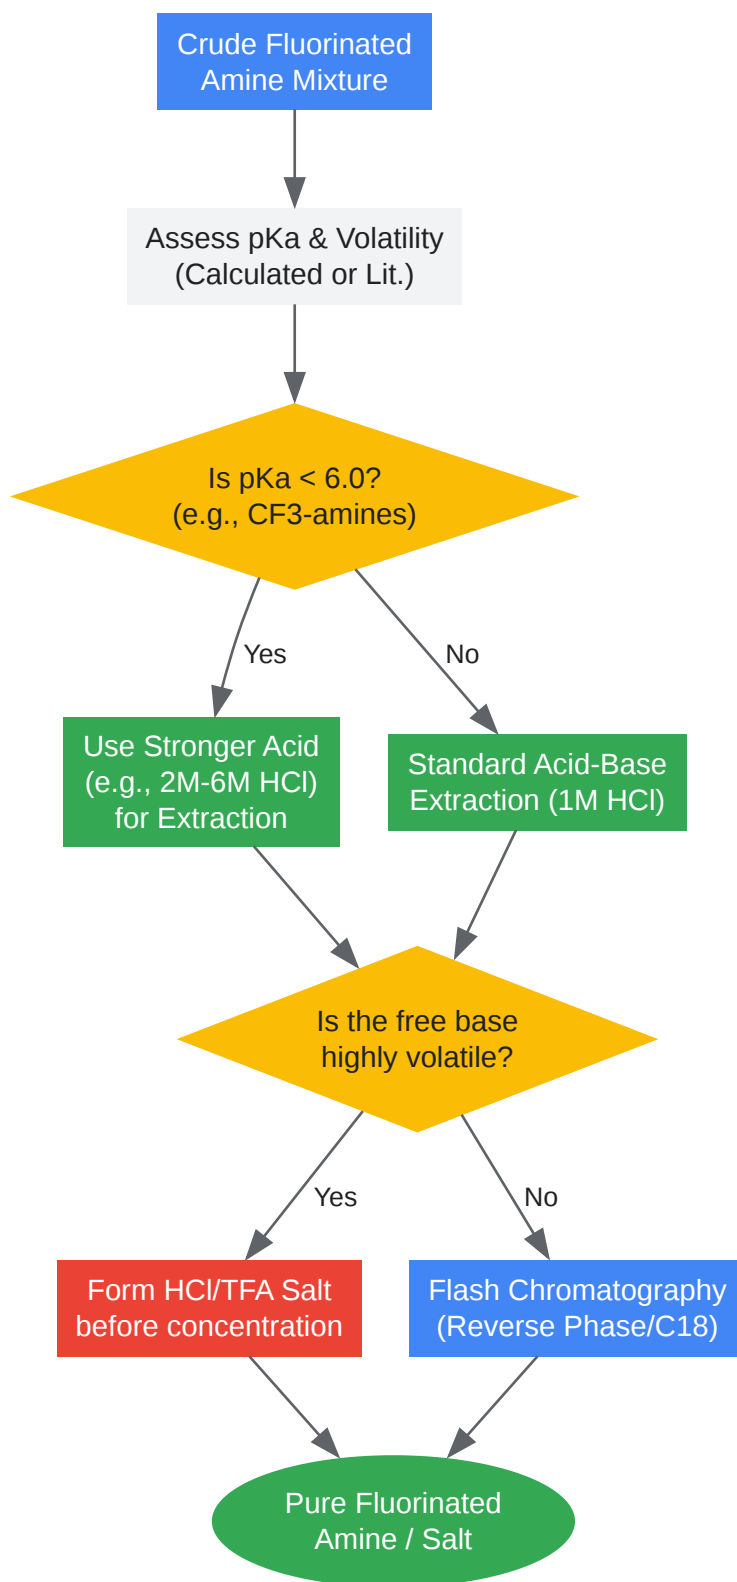 Crude Fluorinated
Amine Mixture
Assess pKa & Volatility
(Calculated or Lit.)
Is pKa < 6.0?
(e.g., CF3-amines)
Yes
No
Use Stronger Acid
(e.g., 2M-6M HCl)
for Extraction
Standard Acid-Base
Extraction (1M HCl)
Is the free base
highly volatile?
Yes
No
Form HCl/TFA Salt
before concentration
Flash Chromatography
(Reverse Phase/C18)
Pure Fluorinated
Amine / Salt